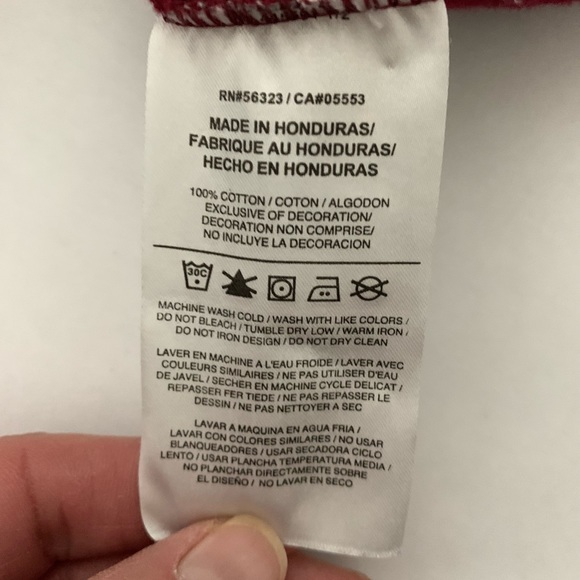 RN#56323 / CA#05553
MADE IN HONDURAS/
FABRIQUE AU HONDURAS/
HECHO EN HONDURAS
100% COTTON / COTON / ALGODON
EXCLUSIVE OF DECORATION/
DECORATION NON COMPRISE/
NO INCLUYE LA DECORACION
30C
MACHINE WASH COLD / WASH WITH LIKE COLORS /
DO NOT BLEACH / TUMBLE DRY LOW / WARM IRON /
DO NOT IRON DESIGN / DO NOT DRY CLEAN
LAVER EN MACHINE A L'EAU FROIDE / LAVER AVEC
COULEURS SIMILAIRES / NE PAS UTILISER D'EAU
DE JAVEL / SECHER EN MACHINE CYCLE DELICAT /
REPASSER FER TIEDE / NE PAS REPASSER LE
DESSIN / NE PAS NETTOYER A SEC
LAVAR A MAQUINA EN AGUA FRIA /
LAVAR CON COLORES SIMILARES / NO USAR
BLANQUEADORES / USAR SECADORA CICLO
LENTO / USAR PLANCHA TEMPERATURA MEDIA /
NO PLANCHAR DIRECTAMENTE SOBRE
EL DISEÑO / NO LAVAR EN SECO